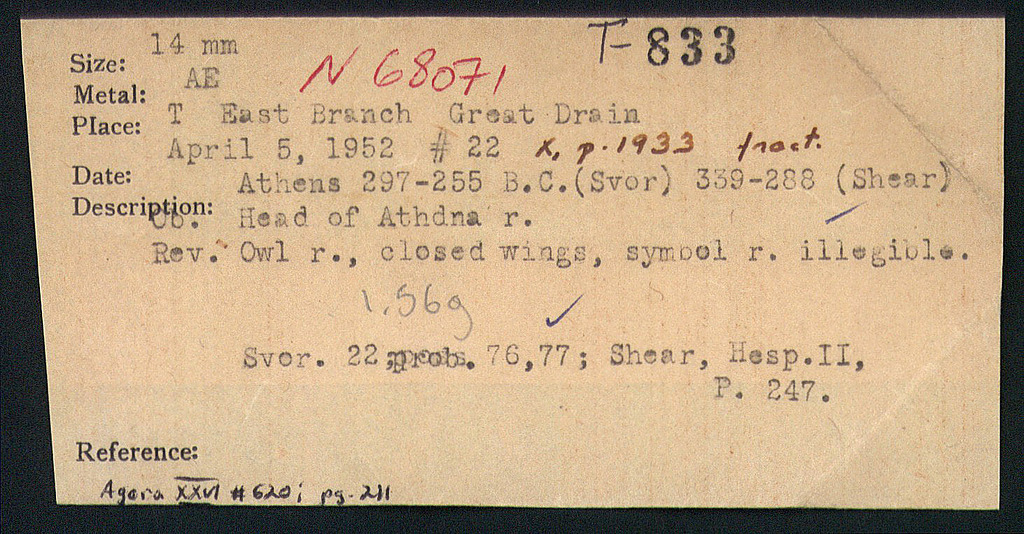 T-833
Size: 14 mm
Metal: AE N 68071
Place: T East Branch Great Drain
April 5, 1952 # 22 X, p. 1933 fract.
Date: Athens 297-255 B.C.(Svor) 339-288 (Shear)
Description: Ob. Head of Athdna r.
Rev. Owl r., closed wings, symbol r. illegible.
1.56g
Svor. 22, prob. 76,77; Shear, Hesp.II,
P. 247.
Reference:
Agora XXVI #620; pg. 211